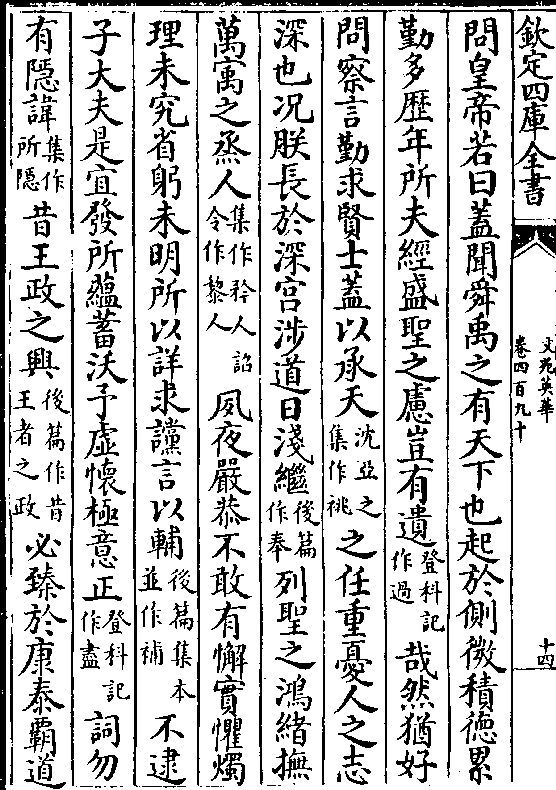 欽定四庫全書
文苑英華
卷四百九十
十四
問皇帝若曰蓋聞舜禹之有天下也起於側微積德累
勤多歷年所夫經盛聖之慮豈有遺登科記作過哉然猶好
問察言勤求賢士蓋以承天沈亞之集作祧之任重憂人之志
深也況朕長於深宮涉道日淺繼後篇作奉列聖之鴻緒撫
萬㝢之烝人集作矜人詔令作黎人夙夜嚴恭不敢有懈實懼燭
理未究省躬未明所以詳求讜言以輔後篇集本並作補不逮
子大夫是宜發所蘊蓄沃予虛懷極意正登科記作盡詞勿
有隱諱集作所隱昔王政之興後篇作昔王者之政必臻於康泰霸道